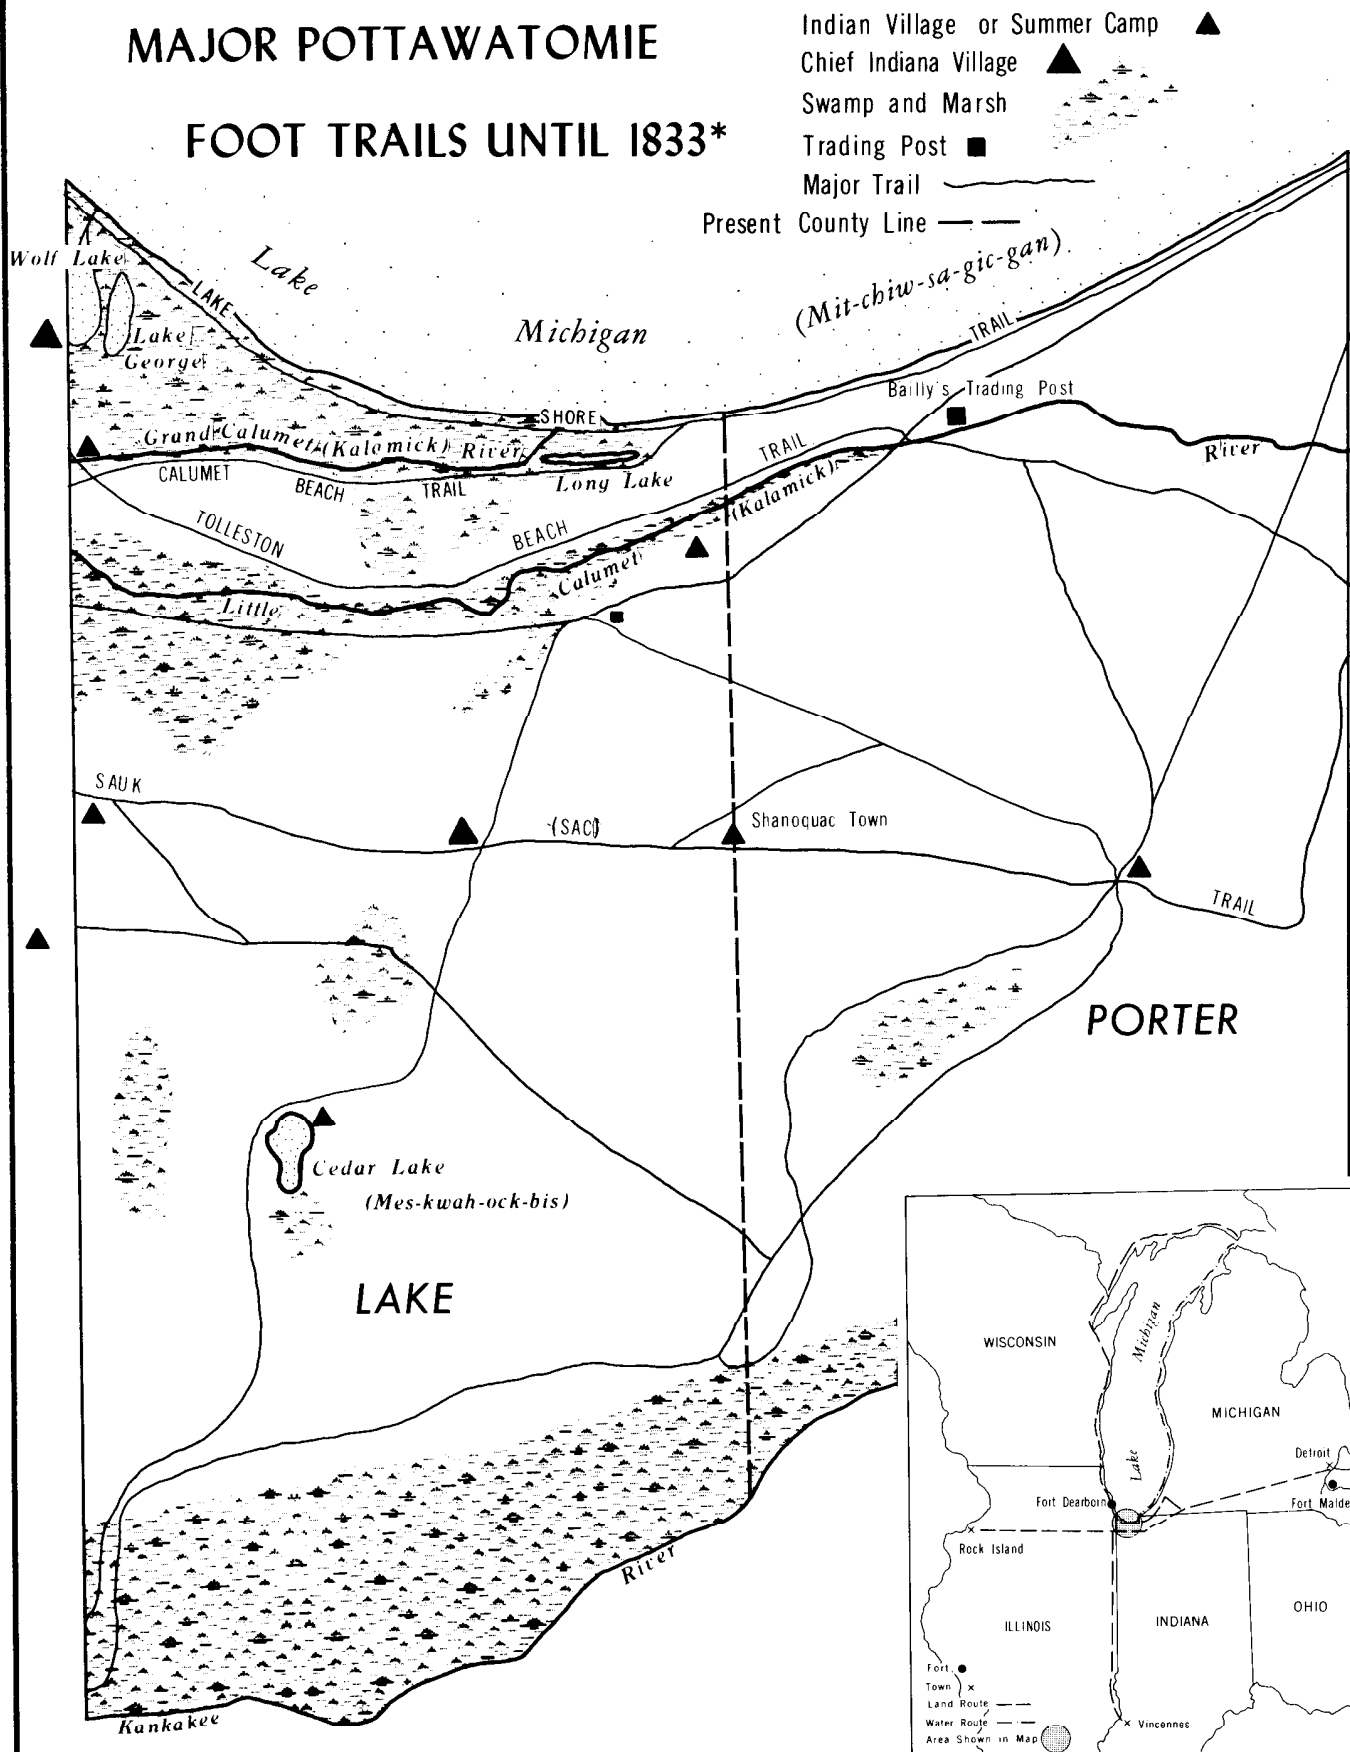 MAJOR POTTAWATOMIE
FOOT TRAILS UNTIL 1833*
Indian Village or Summer Camp
Chief Indiana Village
Swamp and Marsh
Trading Post
Major Trail
Present County Line
Wolf Lake
Lake
George
LAKE
SHORE
TRAIL
Lake
Michigan
(Mit-chiw-sa-gic-gan)
Bailly's Trading Post
Grand Calumet (Kalamick) River
CALUMET BEACH TRAIL
Long Lake
TOLLESTON BEACH TRAIL
Little Calumet (Kalamick) River
SAUK (SAC) TRAIL
Shanoquac Town
PORTER
Cedar Lake
(Mes-kwah-ock-bis)
LAKE
Kankakee River
WISCONSIN
Lake Michigan
MICHIGAN
Detroit
Fort Dearborn
Fort Malde
Rock Island
ILLINOIS
INDIANA
OHIO
Fort
Town x
Land Route
Water Route
Area Shown in Map
x Vincennes